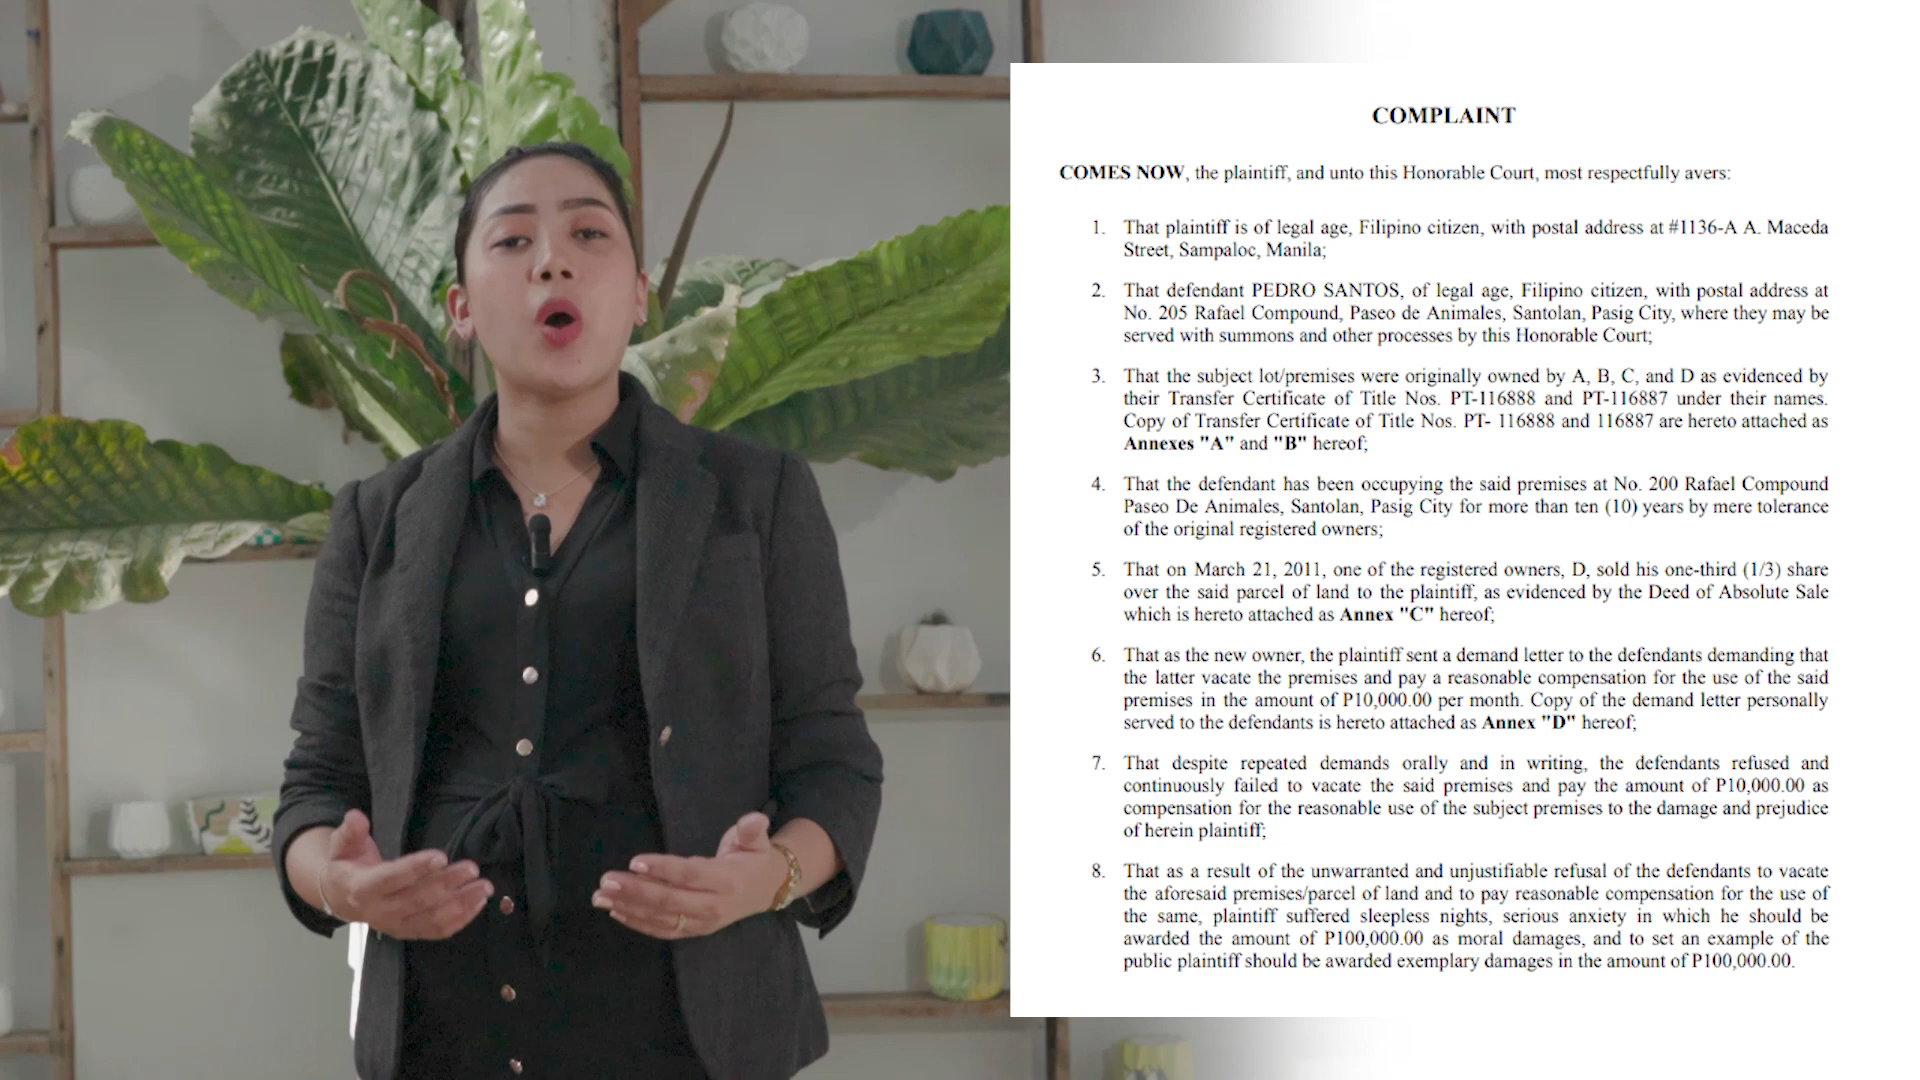 COMPLAINT
COMES NOW, the plaintiff, and unto this Honorable Court, most respectfully avers:
1. That plaintiff is of legal age, Filipino citizen, with postal address at #1136-A A. Maceda
Street, Sampaloc, Manila;
2. That defendant PEDRO SANTOS, of legal age, Filipino citizen, with postal address at
No. 205 Rafael Compound, Paseo de Animales, Santolan, Pasig City, where they may be
served with summons and other processes by this Honorable Court;
3. That the subject lot/premises were originally owned by A, B, C, and D as evidenced by
their Transfer Certificate of Title Nos. PT-116888 and PT-116887 under their names.
Copy of Transfer Certificate of Title Nos. PT- 116888 and 116887 are hereto attached as
Annexes "A" and "B" hereof;
4. That the defendant has been occupying the said premises at No. 200 Rafael Compound
Paseo De Animales, Santolan, Pasig City for more than ten (10) years by mere tolerance
of the original registered owners;
5. That on March 21, 2011, one of the registered owners, D, sold his one-third (1/3) share
over the said parcel of land to the plaintiff, as evidenced by the Deed of Absolute Sale
which is hereto attached as Annex "C" hereof;
6. That as the new owner, the plaintiff sent a demand letter to the defendants demanding that
the latter vacate the premises and pay a reasonable compensation for the use of the said
premises in the amount of P10,000.00 per month. Copy of the demand letter personally
served to the defendants is hereto attached as Annex "D" hereof;
7. That despite repeated demands orally and in writing, the defendants refused and
continuously failed to vacate the said premises and pay the amount of P10,000.00 as
compensation for the reasonable use of the subject premises to the damage and prejudice
of herein plaintiff;
8. That as a result of the unwarranted and unjustifiable refusal of the defendants to vacate
the aforesaid premises/parcel of land and to pay reasonable compensation for the use of
the same, plaintiff suffered sleepless nights, serious anxiety in which he should be
awarded the amount of P100,000.00 as moral damages, and to set an example of the
public plaintiff should be awarded exemplary damages in the amount of P100,000.00.